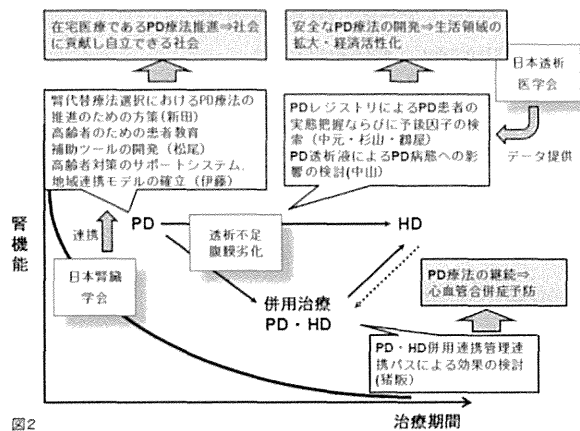 在宅医療であるPD療法推進⇒社会
に貢献し自立できる社会
安全なPD療法の開発⇒生活領域の
拡大・経済活性化
日本透析
医学会
データ提供
腎代替療法選択におけるPD療法の
推進のための方策(新田)
高齢者のための患者教育
補助ツールの開発(松尾)
高齢者対策のサポートシステム、
地域連携モデルの確立(伊藤)
PDレジストリによるPD患者の
実態把握ならびに予後因子の検
索(中元・杉山・鶴屋)
PD透析液によるPD病態への影
響の検討(中山)
腎機能
連携
日本腎臓
学会
PD
透析不足
腹膜劣化
HD
併用治療
PD・HD
PD療法の継続⇒
心血管合併症予防
PD・HD併用連携管理連
携パスによる効果の検討
(猪阪)
治療期間
図2